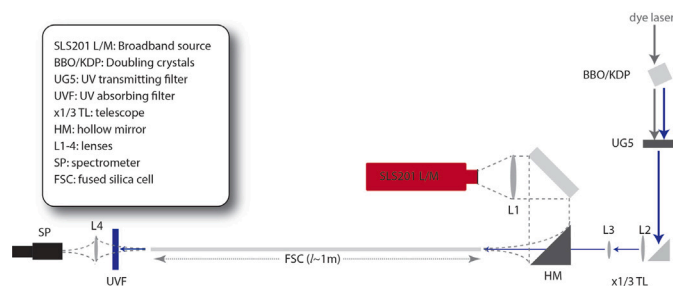 dye laser
SLS201 L/M: Broadband source
BBO/KDP: Doubling crystals
UG5: UV transmitting filter
UVF: UV absorbing filter
x1/3 TL: telescope
HM: hollow mirror
L1-4: lenses
SP: spectrometer
FSC: fused silica cell
BBO/KDP
UG5
SLS201 L/M
L1
SP
L4
L3
L2
FSC (l~1m)
HM
x1/3 TL
UVF